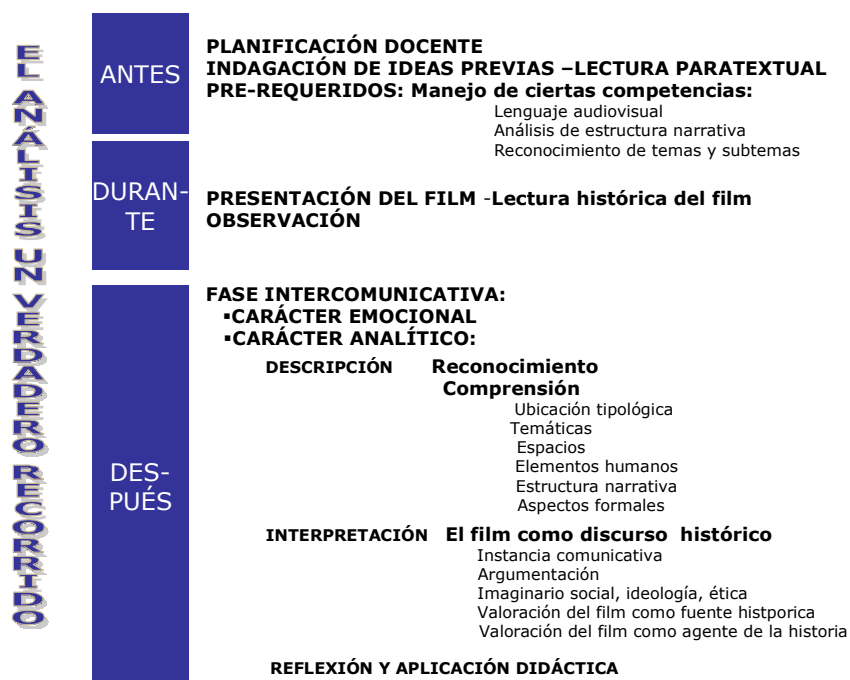 EL ANÁLISIS UN VERDADERO RECORRIDO
ANTES
PLANIFICACIÓN DOCENTE
INDAGACIÓN DE IDEAS PREVIAS –LECTURA PARATEXTUAL
PRE-REQUERIDOS: Manejo de ciertas competencias:
Lenguaje audiovisual
Análisis de estructura narrativa
Reconocimiento de temas y subtemas
DURAN-
TE
PRESENTACIÓN DEL FILM -Lectura histórica del film
OBSERVACIÓN
DES-
PUÉS
FASE INTERCOMUNICATIVA:
▪CARÁCTER EMOCIONAL
▪CARÁCTER ANALÍTICO:
DESCRIPCIÓN Reconocimiento
Comprensión
Ubicación tipológica
Temáticas
Espacios
Elementos humanos
Estructura narrativa
Aspectos formales
INTERPRETACIÓN El film como discurso histórico
Instancia comunicativa
Argumentación
Imaginario social, ideología, ética
Valoración del film como fuente histporica
Valoración del film como agente de la historia
REFLEXIÓN Y APLICACIÓN DIDÁCTICA